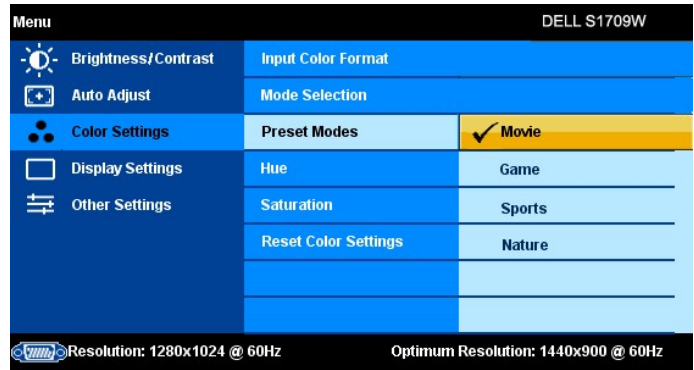 Menu DELL S1709W
Brightness/Contrast Input Color Format
Auto Adjust Mode Selection
Color Settings Preset Modes Movie
Display Settings Hue Game
Other Settings Saturation Sports
Reset Color Settings Nature
Resolution: 1280x1024 @ 60Hz Optimum Resolution: 1440x900 @ 60Hz